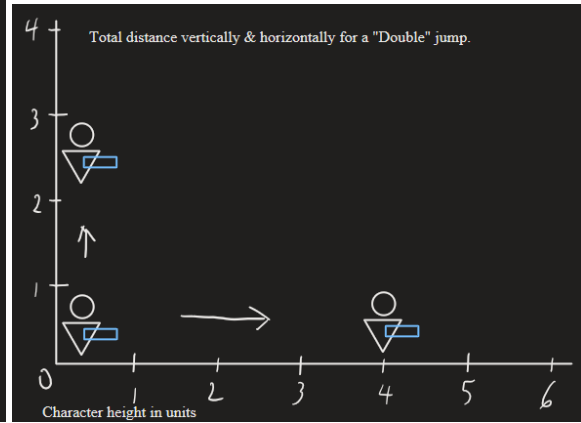 4
Total distance vertically & horizontally for a "Double" jump.
3
2
1
0
1 2 3 4 5 6
Character height in units